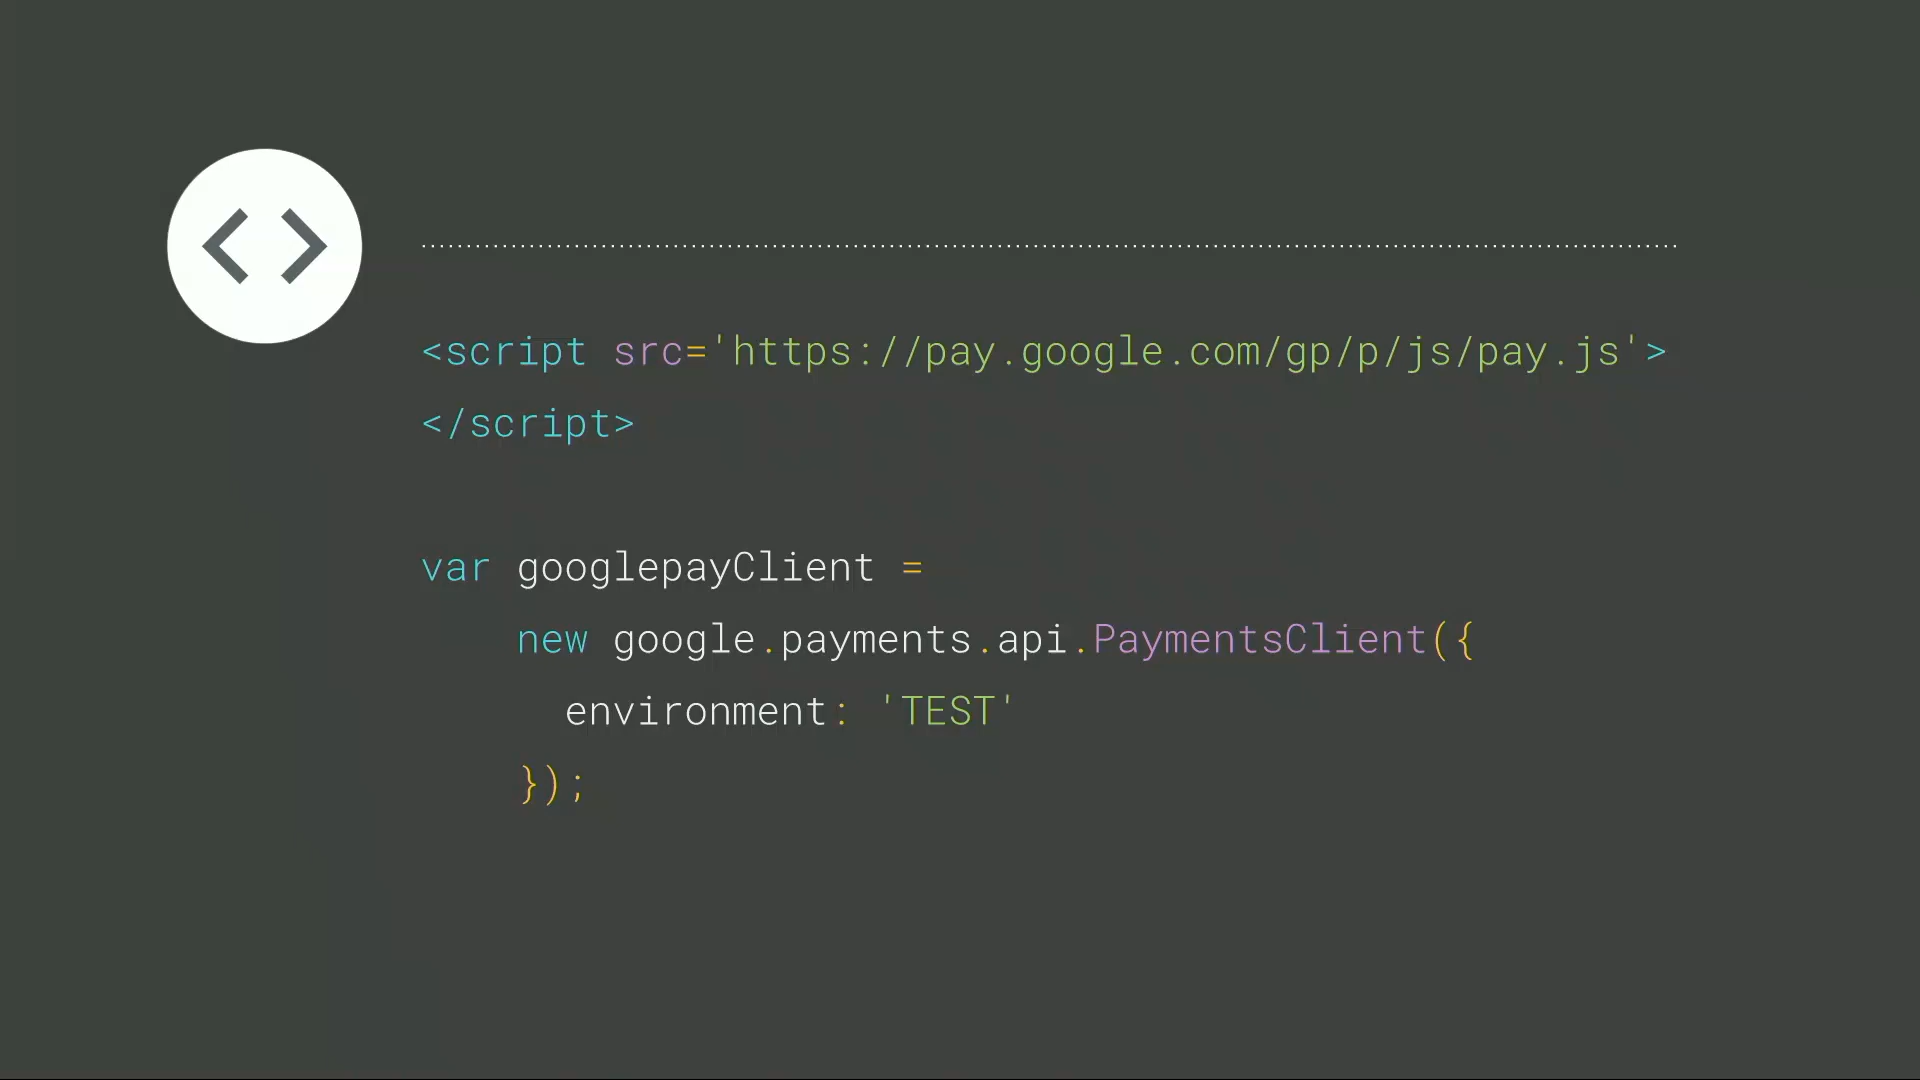 <script src='https://pay.google.com/gp/p/js/pay.js'>
</script>
var googlepayClient =
new google.payments.api.PaymentsClient({
environment: 'TEST'
});